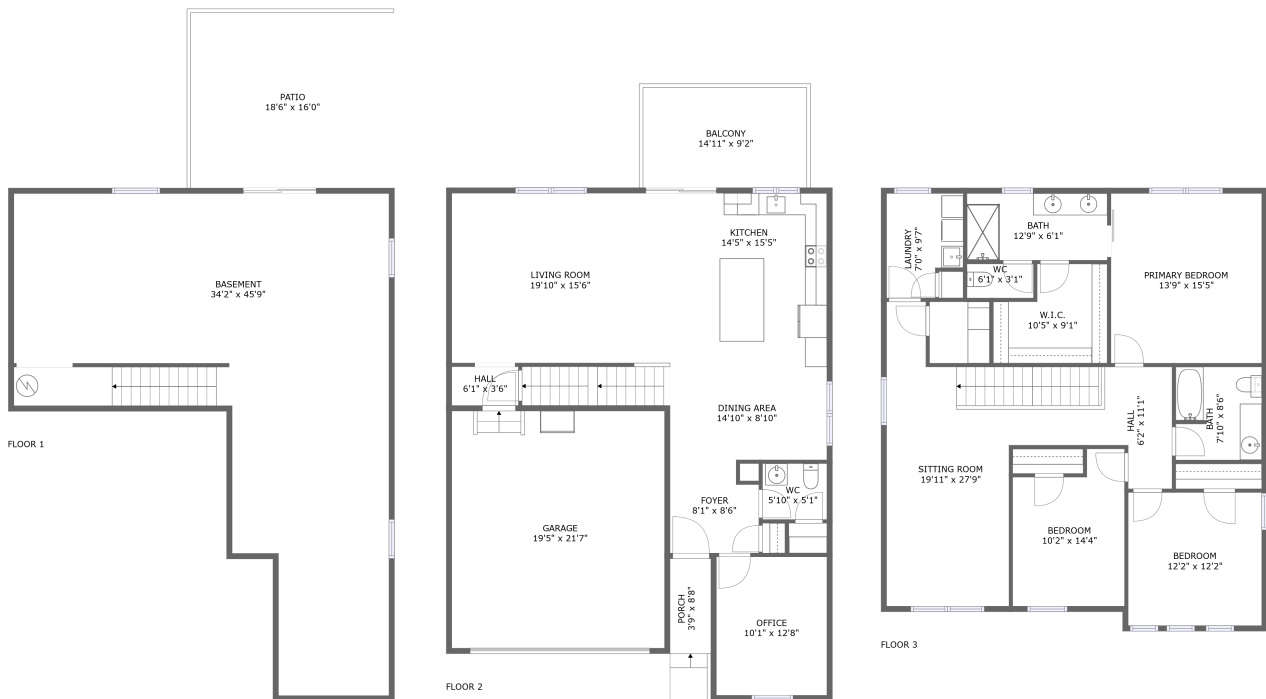 PATIO
18'6" x 16'0"
BASEMENT
34'2" x 45'9"
FLOOR 1
BALCONY
14'11" x 9'2"
KITCHEN
14'5" x 15'5"
LIVING ROOM
19'10" x 15'6"
HALL
6'1" x 3'6"
DINING AREA
14'10" x 8'10"
WC
5'10" x 5'1"
FOYER
8'1" x 8'6"
GARAGE
19'5" x 21'7"
PORCH
3'9" x 8'8"
OFFICE
10'1" x 12'8"
FLOOR 2
LAUNDRY
7'0" x 9'7"
BATH
12'9" x 6'1"
WC
6'1" x 3'1"
PRIMARY BEDROOM
13'9" x 15'5"
W.I.C.
10'5" x 9'1"
HALL
6'2" x 11'1"
BATH
7'10" x 8'6"
SITTING ROOM
19'11" x 27'9"
BEDROOM
10'2" x 14'4"
BEDROOM
12'2" x 12'2"
FLOOR 3